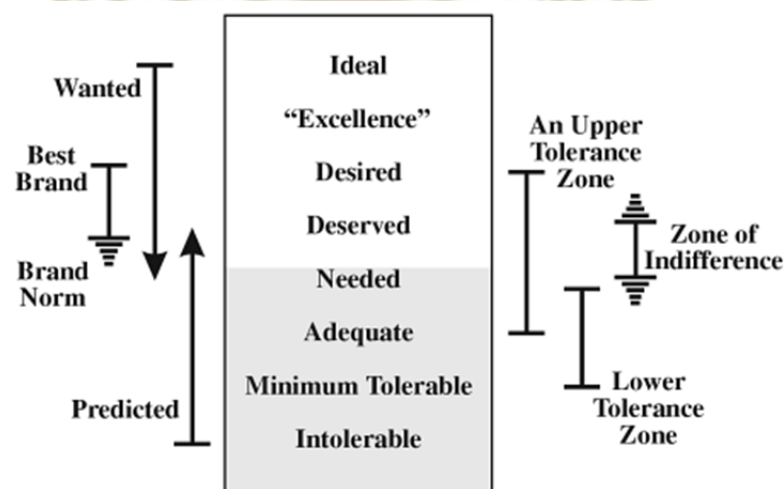 Wanted
Best
Brand
Brand
Norm
Predicted
Ideal
“Excellence”
Desired
Deserved
Needed
Adequate
Minimum Tolerable
Intolerable
An Upper
Tolerance
Zone
Zone of
Indifference
Lower
Tolerance
Zone